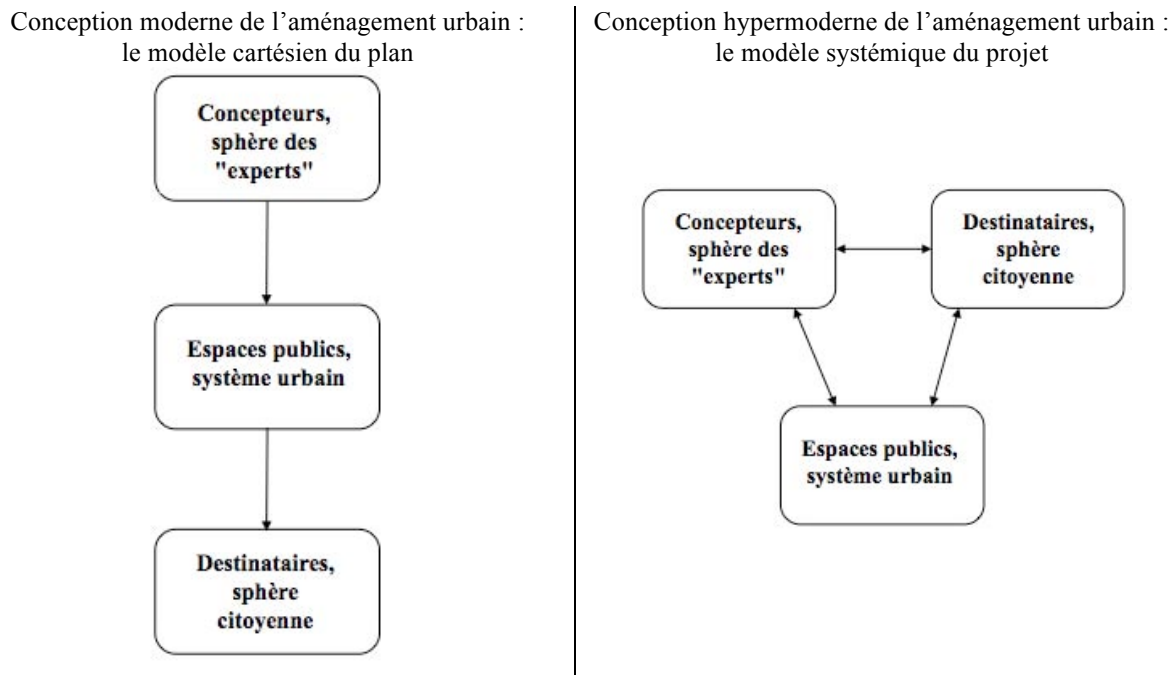 Conception moderne de l’aménagement urbain :
le modèle cartésien du plan
Concepteurs,
sphère des
"experts"
Espaces publics,
système urbain
Destinataires,
sphère
citoyenne
Conception hypermoderne de l’aménagement urbain :
le modèle systémique du projet
Concepteurs,
sphère des
"experts"
Destinataires,
sphère
citoyenne
Espaces publics,
système urbain